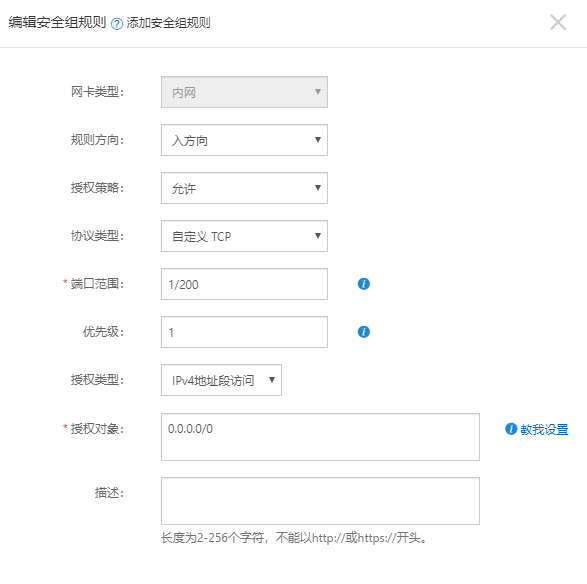 编辑安全组规则 添加安全组规则
网卡类型： 内网
规则方向： 入方向
授权策略： 允许
协议类型： 自定义 TCP
* 端口范围： 1/200
优先级： 1
授权类型： IPv4地址段访问
* 授权对象： 0.0.0.0/0 教我设置
描述：
长度为2-256个字符，不能以http://或https://开头。